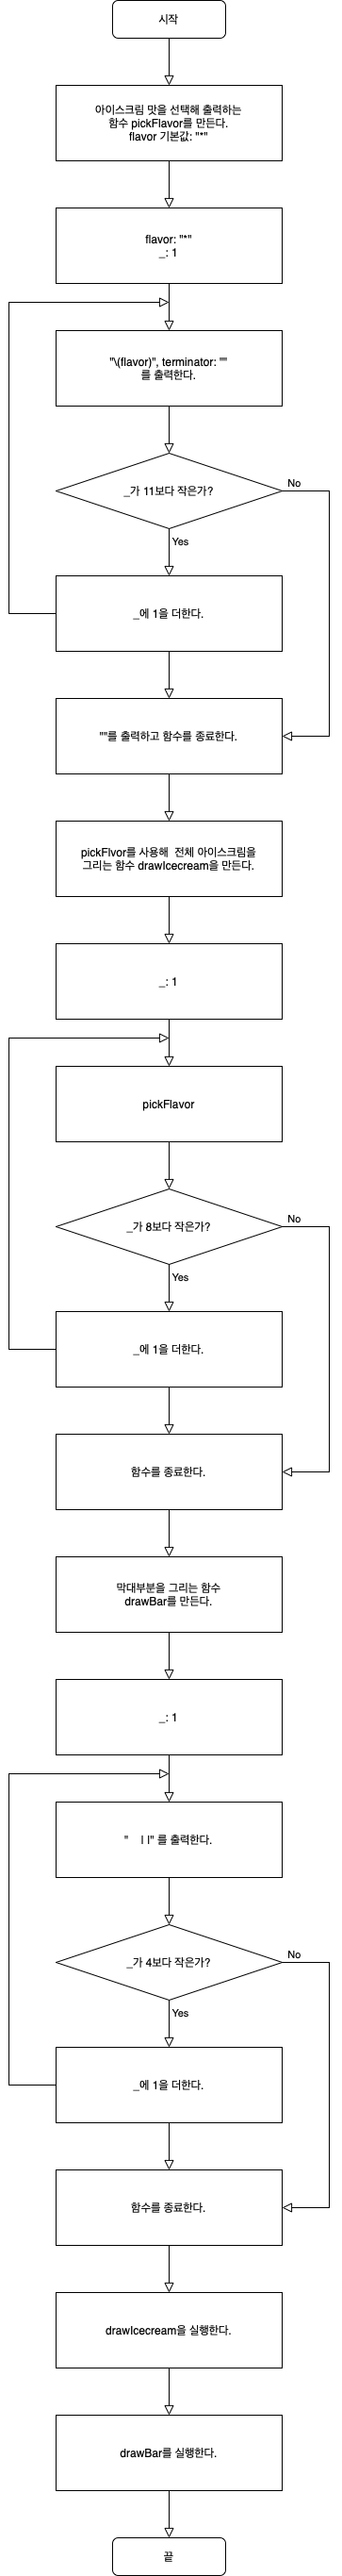 시작
아이스크림 맛을 선택해 출력하는
함수 pickFlavor를 만든다.
flavor 기본값: "*"
flavor: "*"
_: 1
"\(flavor)", terminator: ""
를 출력한다.
_가 11보다 작은가?
No
Yes
_에 1을 더한다.
""를 출력하고 함수를 종료한다.
pickFlvor를 사용해  전체 아이스크림을
그리는 함수 drawIcecream을 만든다.
_: 1
pickFlavor
_가 8보다 작은가?
No
Yes
_에 1을 더한다.
함수를 종료한다.
막대부분을 그리는 함수
drawBar를 만든다.
_: 1
"    | |" 를 출력한다.
_가 4보다 작은가?
No
Yes
_에 1을 더한다.
함수를 종료한다.
drawIcecream을 실행한다.
drawBar를 실행한다.
끝